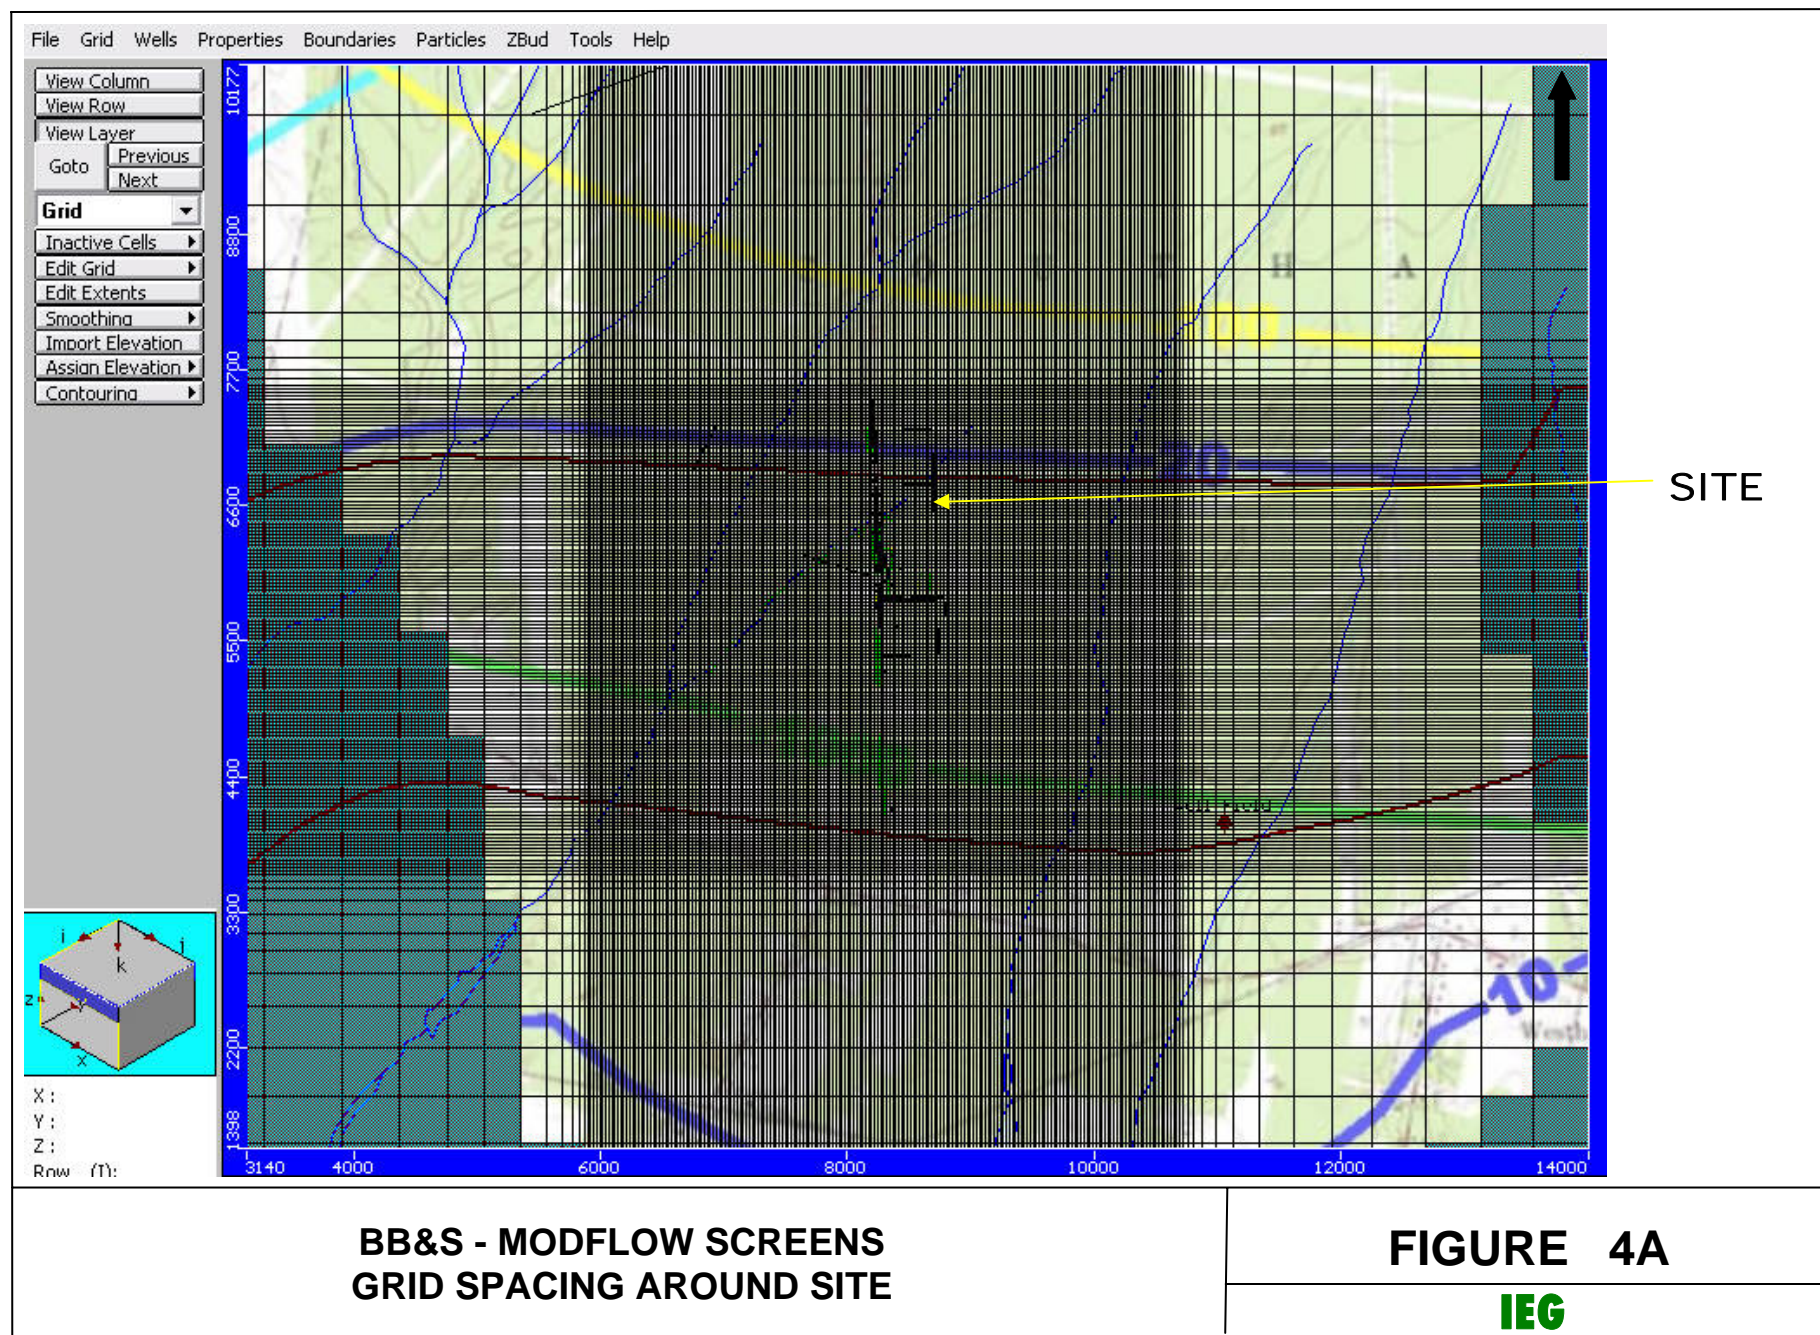 File Grid Wells Properties Boundaries Particles ZBud Tools Help
View Column
View Row
View Layer
Goto
Previous
Next
Grid
Inactive Cells
Edit Grid
Edit Extents
Smoothing
Import Elevation
Assign Elevation
Contouring
10177
8800
7700
6600
5500
4400
3300
2200
1398
H A
20
10
SITE
i
j
k
Z
Y
X
X :
Y :
Z :
Row (I):
3140 4000 6000 8000 10000 12000 14000
BB&S - MODFLOW SCREENS
GRID SPACING AROUND SITE
FIGURE 4A
IEG